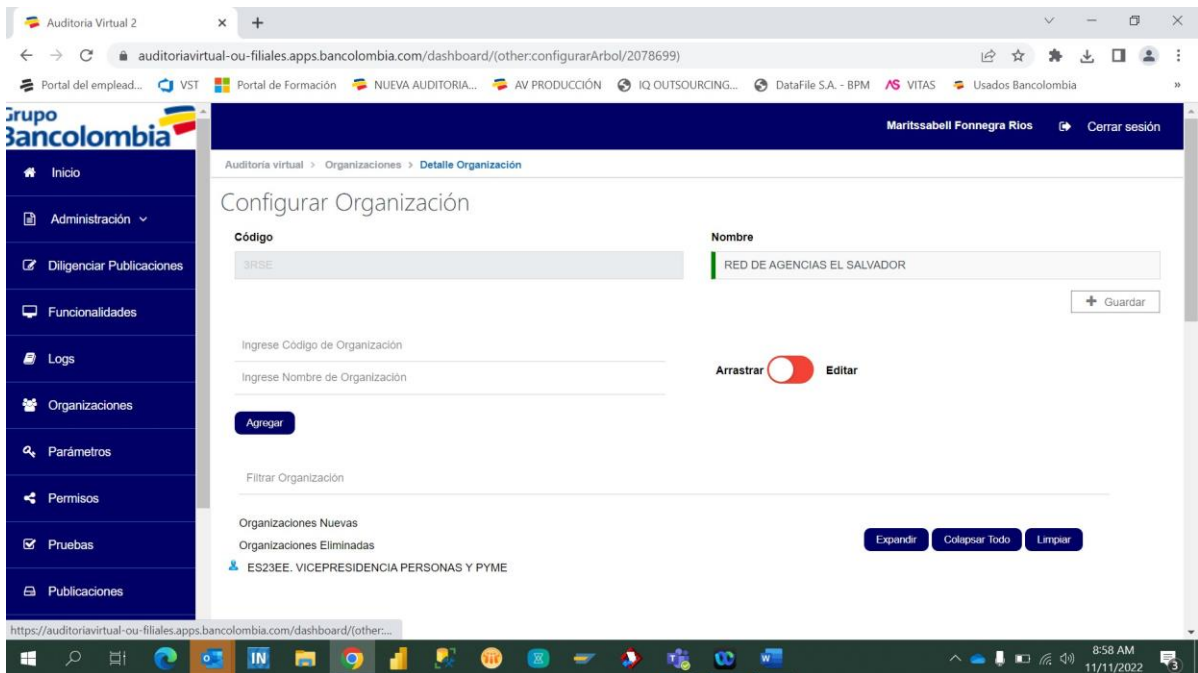 Auditoria Virtual 2
auditoriavirtual-ou-filiales.apps.bancolombia.com/dashboard/(other:configurarArbol/2078699)
Portal del emplead... VST Portal de Formación NUEVA AUDITORIA... AV PRODUCCIÓN IQ OUTSOURCING... DataFile S.A. - BPM VITAS Usados Bancolombia »
Grupo
Bancolombia
Maritssabell Fonnegra Rios Cerrar sesión
Auditoría virtual > Organizaciones > Detalle Organización
Inicio
Administración
Diligenciar Publicaciones
Funcionalidades
Logs
Organizaciones
Parámetros
Permisos
Pruebas
Publicaciones
Configurar Organización
Código Nombre
3RSE RED DE AGENCIAS EL SALVADOR
+ Guardar
Ingrese Código de Organización
Ingrese Nombre de Organización
Arrastrar Editar
Agregar
Filtrar Organización
Organizaciones Nuevas
Organizaciones Eliminadas
Expandir Colapsar Todo Limpiar
ES23EE. VICEPRESIDENCIA PERSONAS Y PYME
https://auditoriavirtual-ou-filiales.apps.bancolombia.com/dashboard/(other:...
IN
8:58 AM
11/11/2022
3